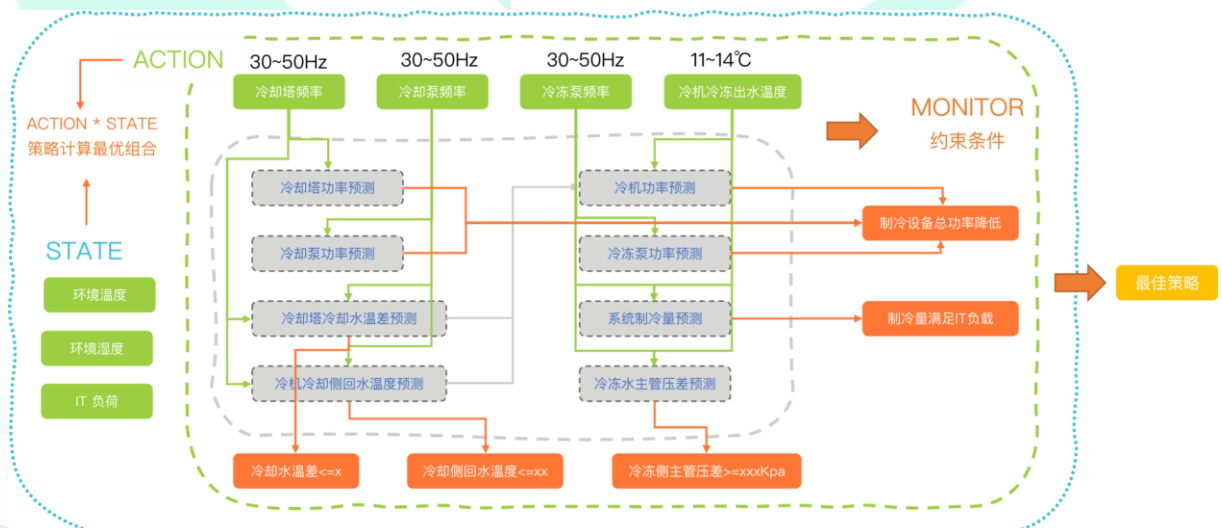 ACTION
30~50Hz
30~50Hz
30~50Hz
11~14℃
冷却塔频率
冷却泵频率
冷冻泵频率
冷机冷冻出水温度
ACTION * STATE
策略计算最优组合
MONITOR
约束条件
冷却塔功率预测
冷机功率预测
制冷设备总功率降低
STATE
冷却泵功率预测
冷冻泵功率预测
环境温度
最佳策略
冷却塔冷却水温差预测
系统制冷量预测
制冷量满足IT负载
环境湿度
冷机冷却侧回水温度预测
冷冻水主管压差预测
IT 负荷
冷却水温差<=x
冷却侧回水温度<=xx
冷冻侧主管压差>=xxxKpa